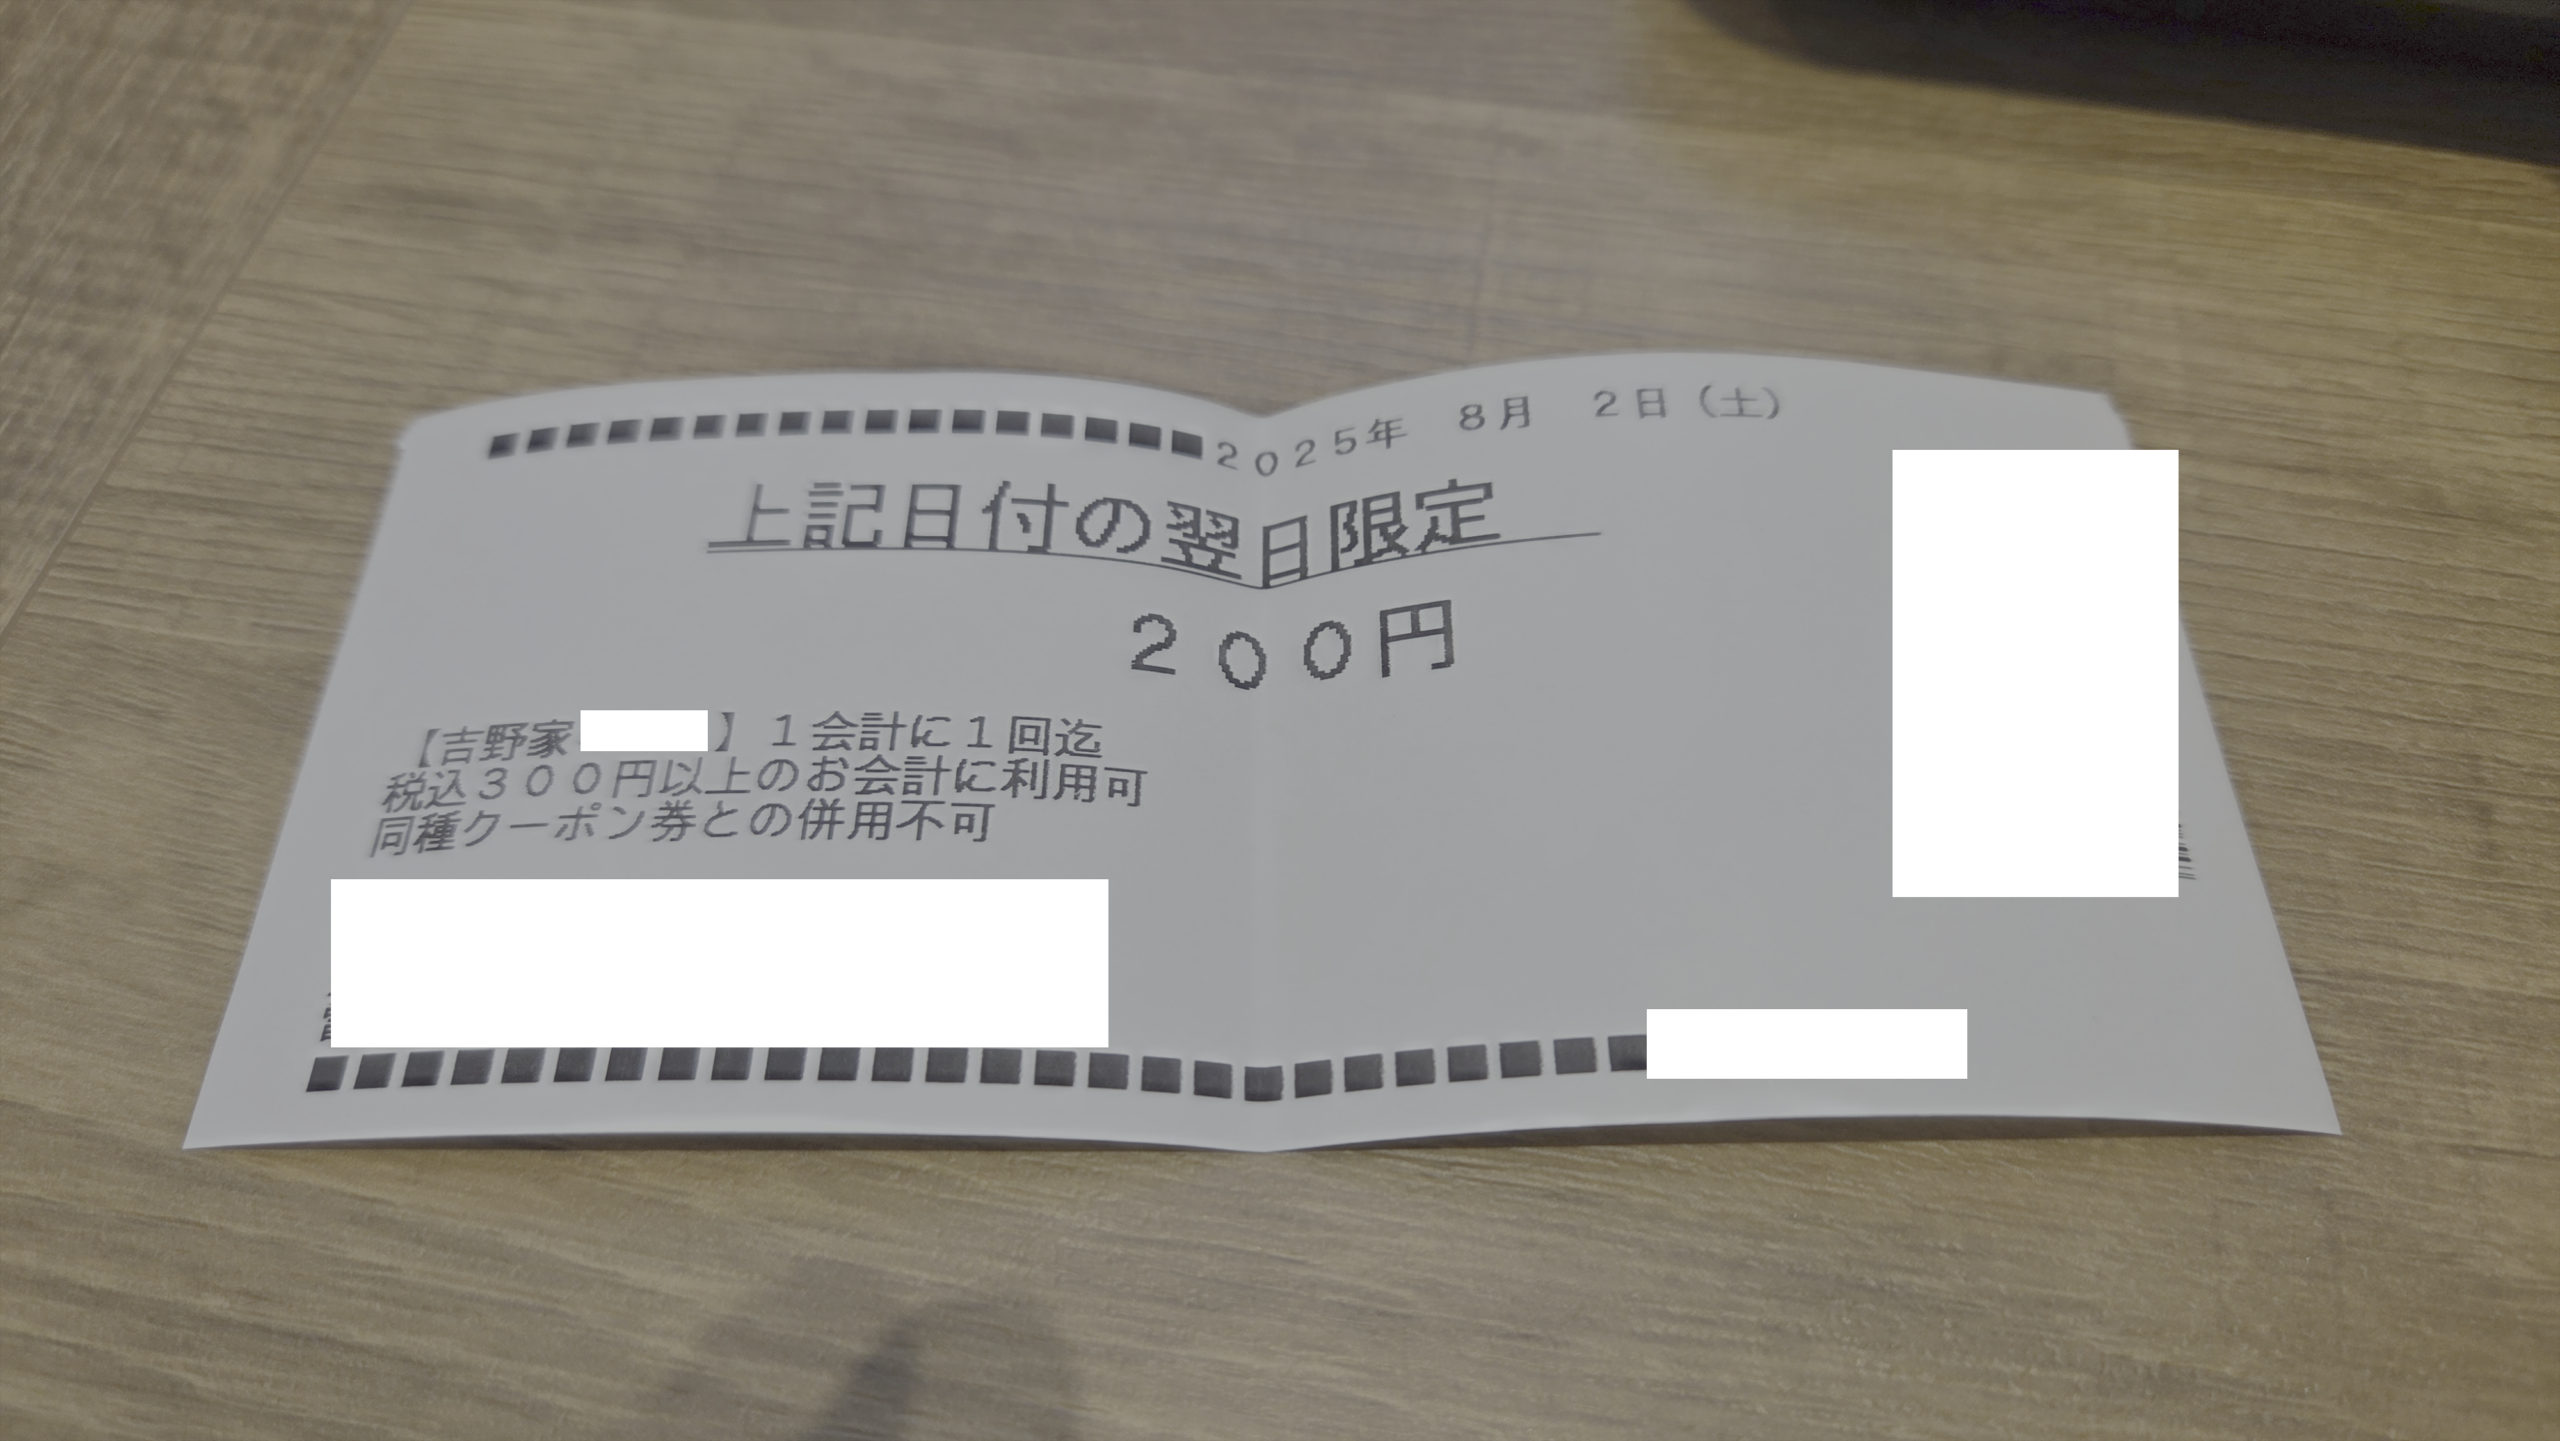 2025年 8月 2日(土)
上記日付の翌日限定
200円
【吉野家 】1会計に1回迄
税込300円以上のお会計に利用可
同種クーポン券との併用不可